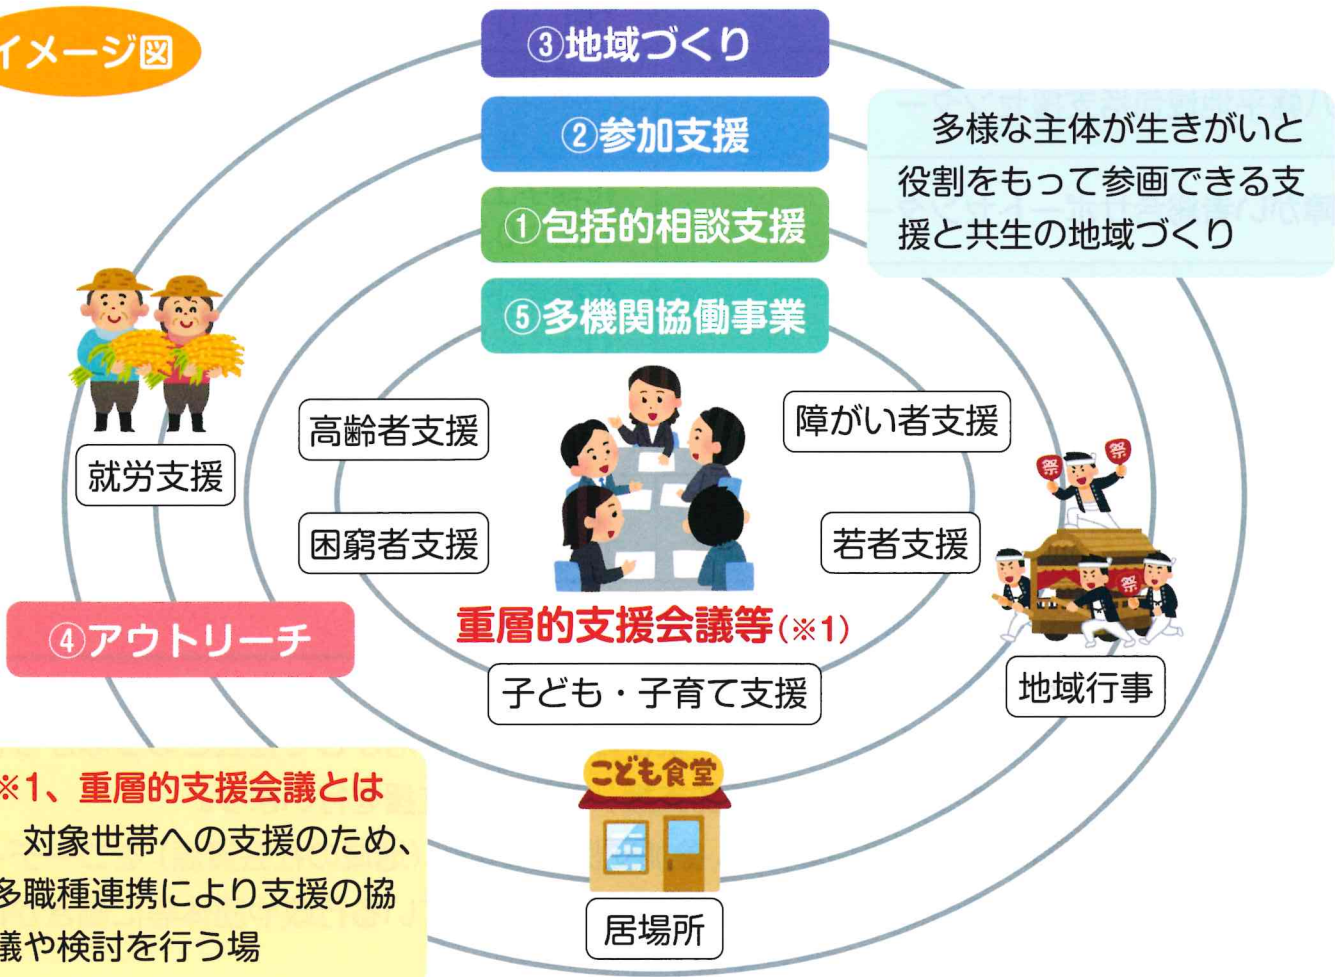 イメージ図
③地域づくり
②参加支援
①包括的相談支援
⑤多機関協働事業
多様な主体が生きがいと
役割をもって参画できる支
援と共生の地域づくり
就労支援
高齢者支援
困窮者支援
障がい者支援
若者支援
祭
祭
祭
④アウトリーチ
重層的支援会議等(※1)
子ども・子育て支援
地域行事
こども食堂
居場所
※1、重層的支援会議とは
対象世帯への支援のため、
多職種連携により支援の協
議や検討を行う場